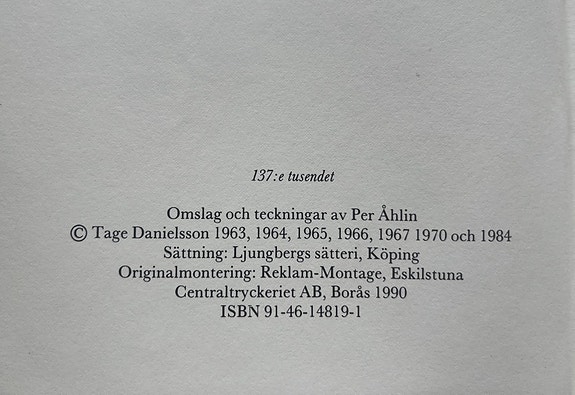 137:e tusendet
Omslag och teckningar av Per Åhlin
© Tage Danielsson 1963, 1964, 1965, 1966, 1967 1970 och 1984
Sättning: Ljungbergs sätteri, Köping
Originalmontering: Reklam-Montage, Eskilstuna
Centraltryckeriet AB, Borås 1990
ISBN 91-46-14819-1